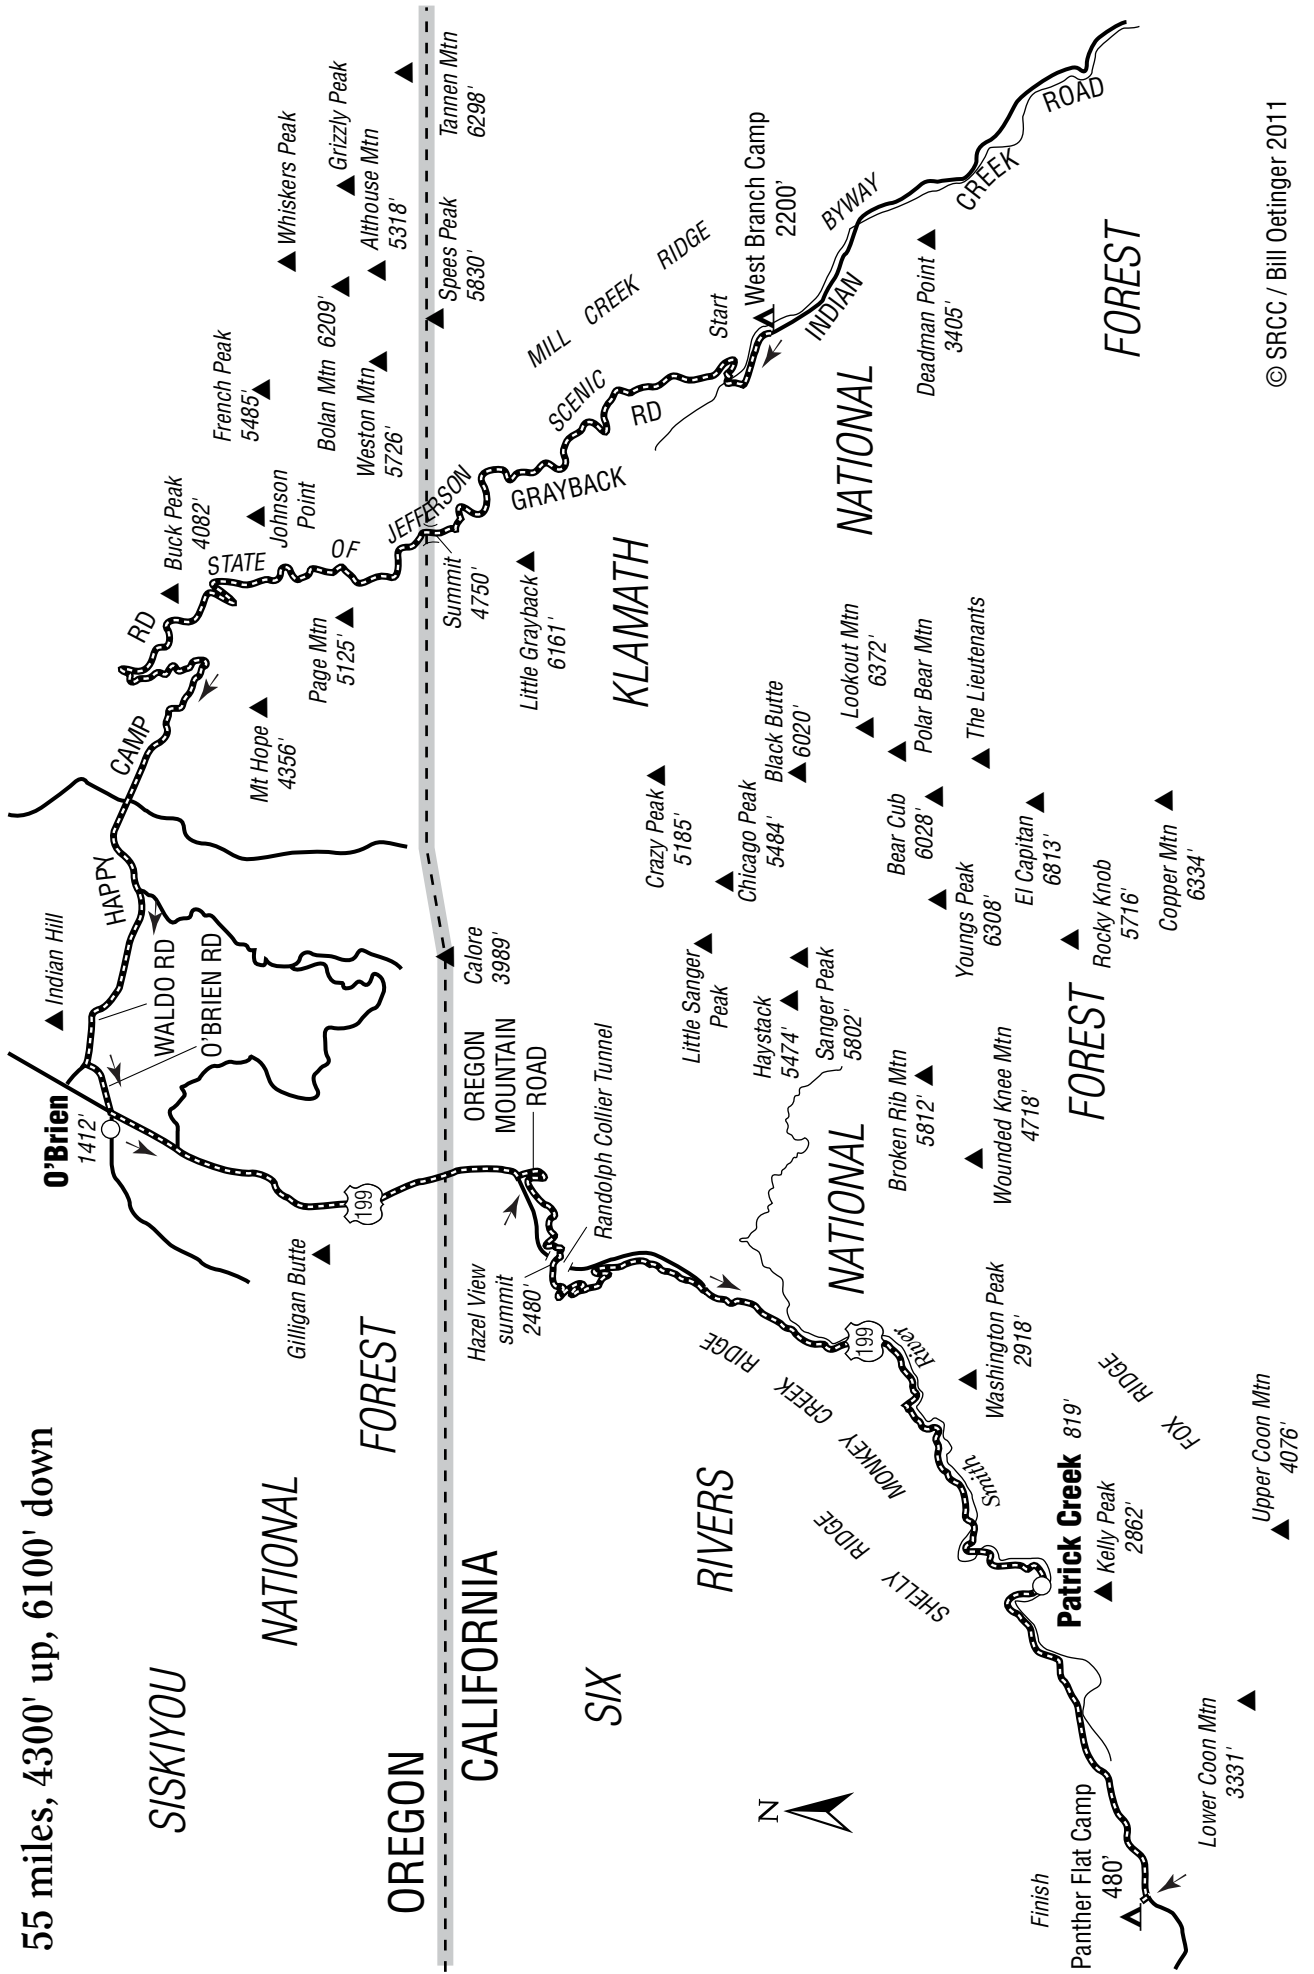 55 miles, 4300' up, 6100' down
O'Brien
1412'
Indian Hill
WALDO RD
O'BRIEN RD
HAPPY
CAMP
RD
Buck Peak
4082'
STATE
OF
JEFFERSON
SCENIC
BYWAY
Johnson
Point
French Peak
5485'
Whiskers Peak
Grizzly Peak
Althouse Mtn
5318'
Bolan Mtn 6209'
Weston Mtn
5726'
Tannen Mtn
6298'
Spees Peak
5830'
Mt Hope
4356'
Page Mtn
5125'
Summit
4750'
Little Grayback
6161'
GRAYBACK
RD
MILL CREEK RIDGE
Start
West Branch Camp
2200'
INDIAN
CREEK
ROAD
Deadman Point
3405'
SISKIYOU
NATIONAL
FOREST
Gilligan Butte
199
OREGON
CALIFORNIA
Calore
3989'
OREGON
MOUNTAIN
ROAD
Hazel View
summit
2480'
Randolph Collier Tunnel
KLAMATH
NATIONAL
FOREST
Crazy Peak
5185'
Chicago Peak
5484'
Black Butte
6020'
Lookout Mtn
6372'
Polar Bear Mtn
The Lieutenants
Bear Cub
6028'
Youngs Peak
6308'
El Capitan
6813'
Rocky Knob
5716'
Copper Mtn
6334'
Little Sanger
Peak
Haystack
5474'
Sanger Peak
5802'
Broken Rib Mtn
5812'
Wounded Knee Mtn
4718'
SIX
RIVERS
NATIONAL
FOREST
199
Smith
River
Washington Peak
2918'
MONKEY CREEK RIDGE
SHELLY RIDGE
FOX RIDGE
Patrick Creek 819'
Kelly Peak
2862'
Upper Coon Mtn
4076'
Lower Coon Mtn
3331'
N
Finish
Panther Flat Camp
480'
© SRCC / Bill Oetinger 2011